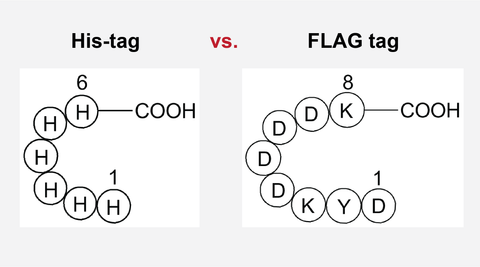 His-tag vs. FLAG tag
6
H COOH
H
H
H
H
1
H
8
D K COOH
D
D
D
K
Y
1
D